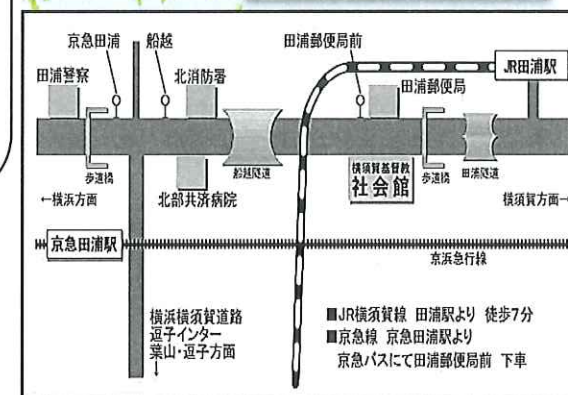 京急田浦
船越
田浦郵便局前
JR田浦駅
田浦警察
北消防署
田浦郵便局
歩道橋
船越隧道
横須賀基督教
社会館
歩道橋
田浦隧道
←横浜方面
北部共済病院
横須賀方面→
京急田浦駅
京浜急行線
横浜横須賀道路
逗子インター
葉山・逗子方面
↓
■JR横須賀線 田浦駅より 徒歩7分
■京急線 京急田浦駅より
京急バスにて田浦郵便局前 下車